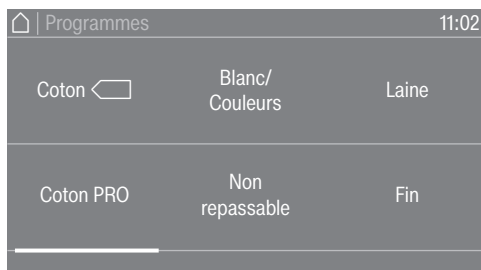 Programmes 11:02
Coton Blanc/
Couleurs Laine
Coton PRO Non
repassable Fin